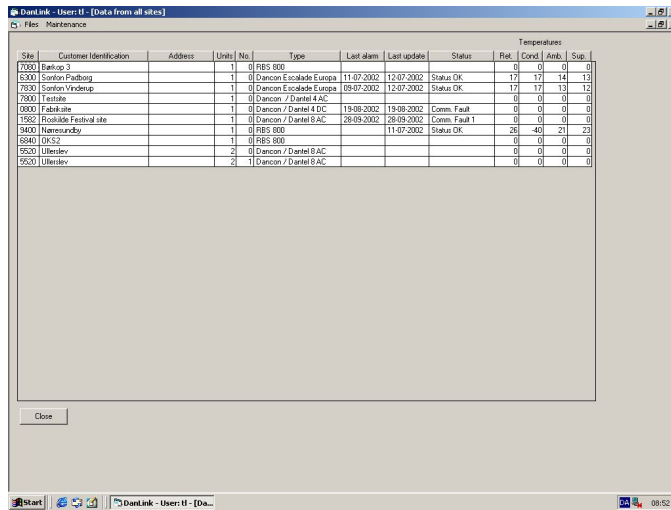 DanLink - User: tl - [Data from all sites]
Files Maintenance
Temperatures
Site Customer Identification Address Units No. Type Last alarm Last update Status Ret. Cond. Amb. Sup.
7080 Børkop 3 1 0 RBS 800 0 0 0 0
6300 Sonfon Padborg 1 0 Dancon Escalade Europa 11-07-2002 12-07-2002 Status OK 17 17 14 13
7830 Sonfon Vinderup 1 0 Dancon Escalade Europa 09-07-2002 12-07-2002 Status OK 17 17 13 12
7800 Testsite 1 0 Dancon / Dantel 4 AC 0 0 0 0
0800 Fabriksite 1 0 Dancon / Dantel 4 DC 19-08-2002 19-08-2002 Comm. Fault 0 0 0 0
1582 Roskilde Festival site 1 0 Dancon / Dantel 8 AC 28-09-2002 28-09-2002 Comm. Fault 1 0 0 0 0
9400 Nørresundby 1 0 RBS 800 11-07-2002 Status OK 26 -40 21 23
6840 OKS2 1 0 RBS 800 0 0 0 0
5520 Ullerslev 2 0 Dancon / Dantel 8 AC 0 0 0 0
5520 Ullerslev 2 1 Dancon / Dantel 8 AC 0 0 0 0
Close
Start DanLink - User: tl - [Da... DA 08:52